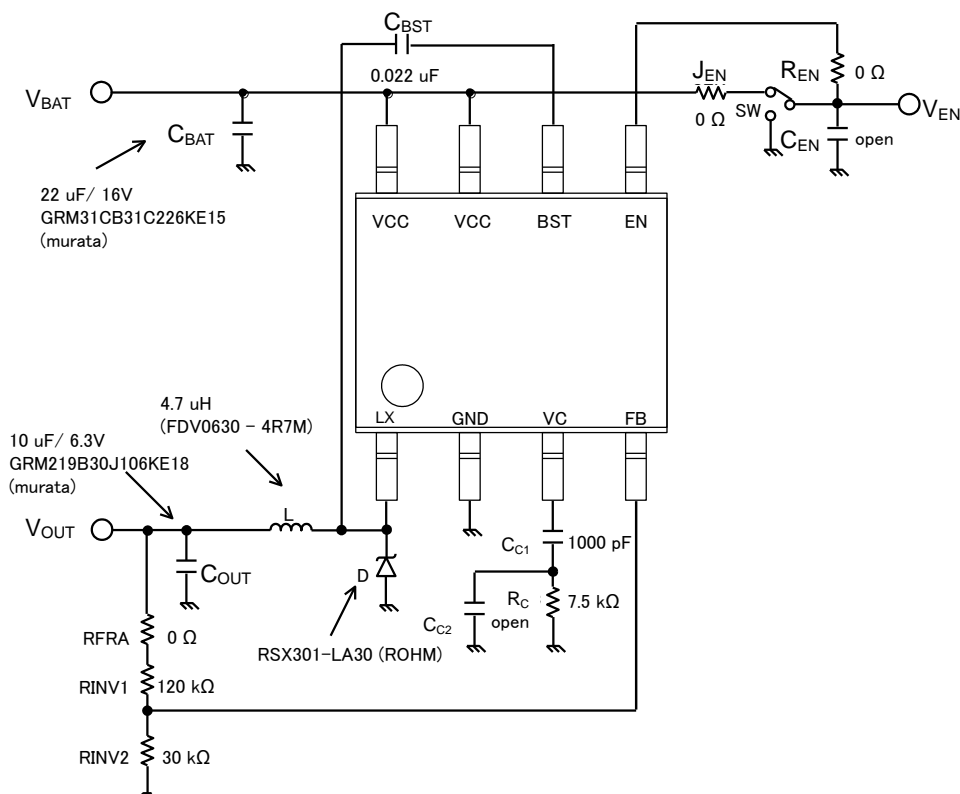 CBST
0.022 uF
VBAT
CBAT
22 uF/ 16V
GRM31CB31C226KE15
(murata)
JEN
0 Ω
SW
REN
0 Ω
VEN
CEN
open
VCC
VCC
BST
EN
LX
GND
VC
FB
4.7 uH
(FDV0630 - 4R7M)
10 uF/ 6.3V
GRM219B30J106KE18
(murata)
VOUT
L
COUT
D
RSX301-LA30 (ROHM)
CC1
1000 pF
RC
7.5 kΩ
CC2
open
RFRA
0 Ω
RINV1
120 kΩ
RINV2
30 kΩ